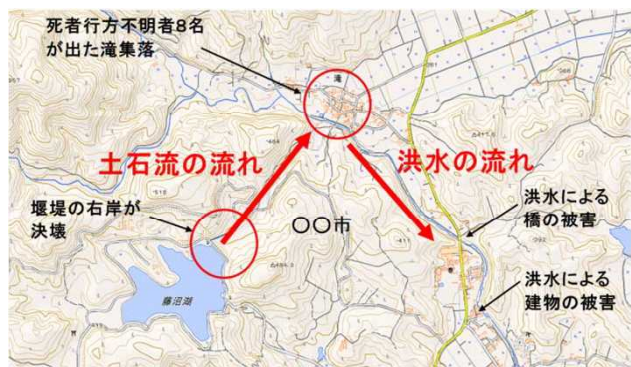 死者行方不明者8名
が出た滝集落
滝
土石流の流れ
洪水の流れ
堰堤の右岸が
決壊
〇〇市
洪水による
橋の被害
藤沼湖
洪水による
建物の被害